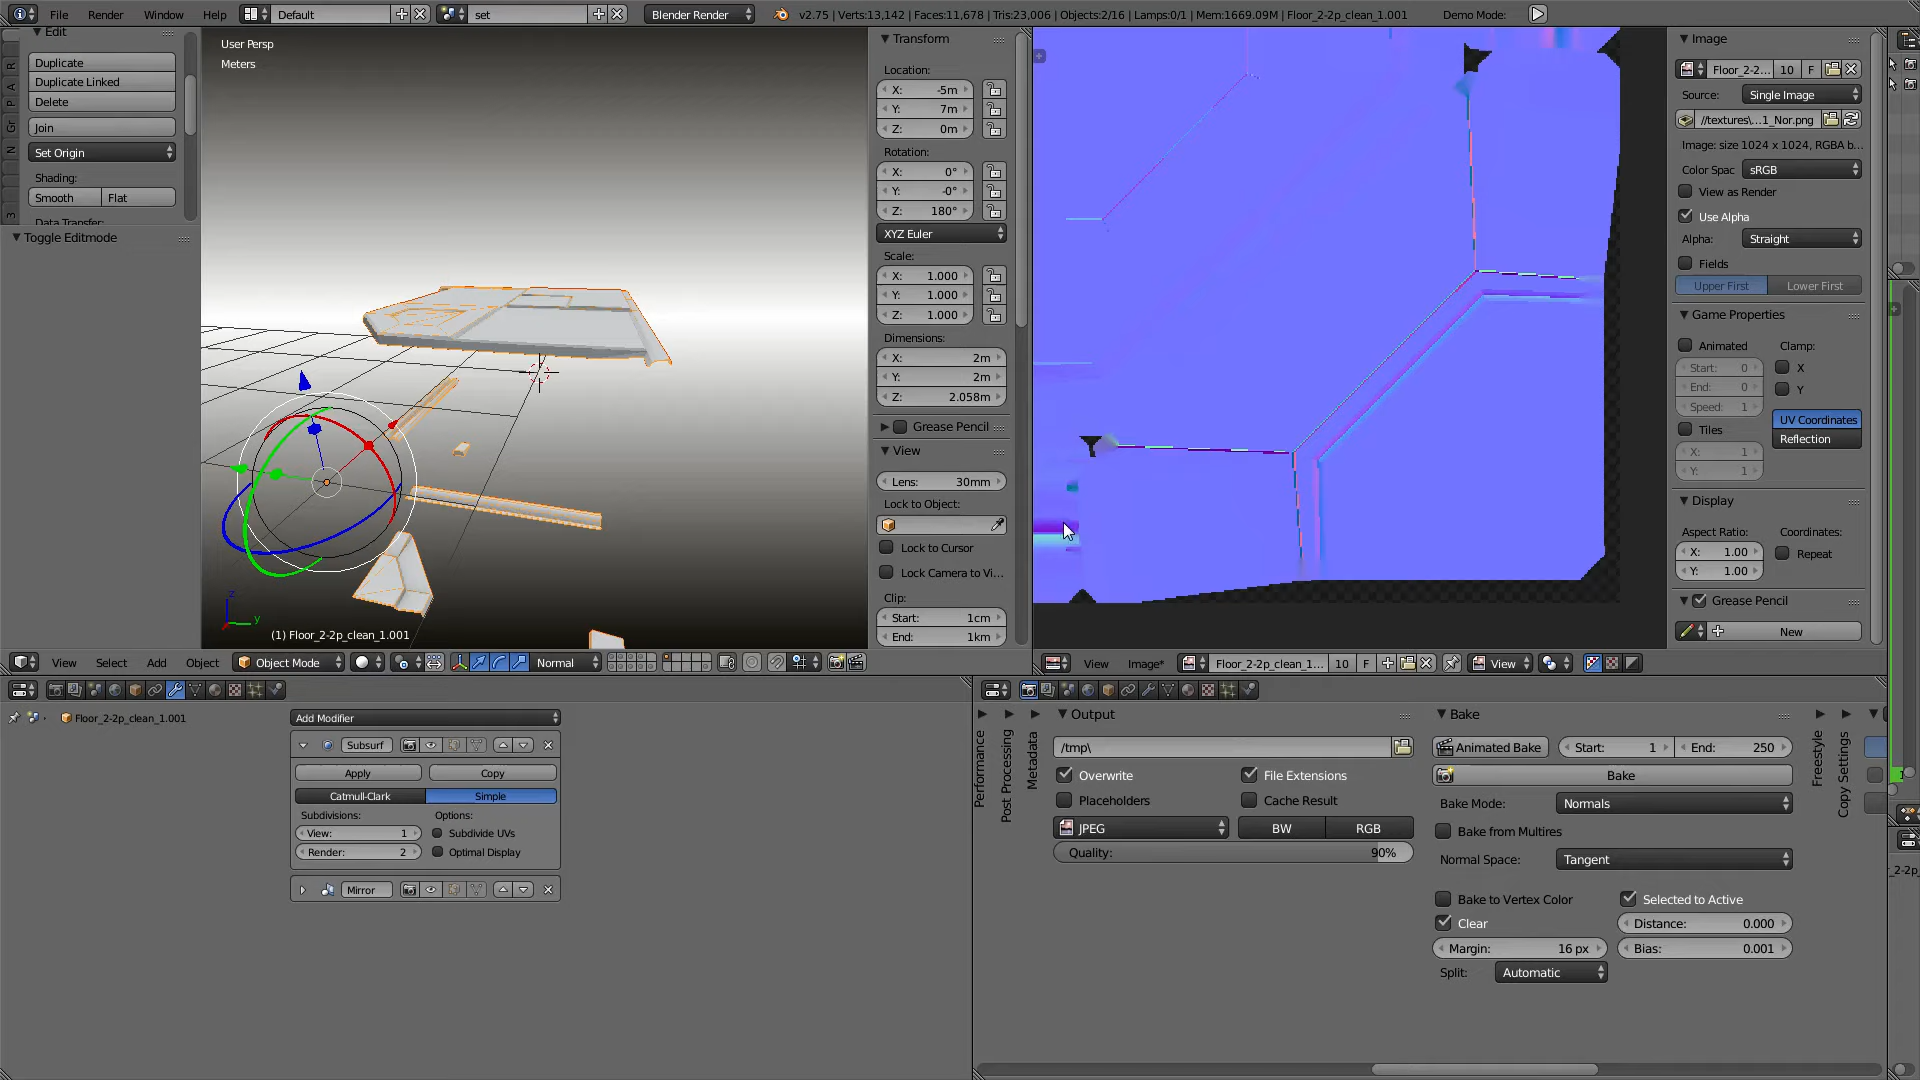 File Render Window Help Default set Blender Render v2.75 | Verts:13,142 | Faces:11,678 | Tris:23,006 | Objects:2/16 | Lamps:0/1 | Mem:1669.09M | Floor_2-2p_clean_1.001 Demo Mode:
Edit
Duplicate
Duplicate Linked
Delete
Join
Set Origin
Shading:
Smooth Flat
Data Transfer:
Toggle Editmode
R
A
P
Gr
N
3
User Persp
Meters
z
y
(1) Floor_2-2p_clean_1.001
Transform
Location:
X: -5m
Y: 7m
Z: 0m
Rotation:
X: 0°
Y: -0°
Z: 180°
XYZ Euler
Scale:
X: 1.000
Y: 1.000
Z: 1.000
Dimensions:
X: 2m
Y: 2m
Z: 2.058m
Grease Pencil
View
Lens: 30mm
Lock to Object:
Lock to Cursor
Lock Camera to Vi...
Clip:
Start: 1cm
End: 1km
Image
Floor_2-2... 10 F
Source: Single Image
//textures\...1_Nor.png
Image: size 1024 x 1024, RGBA b...
Color Spac sRGB
View as Render
Use Alpha
Alpha: Straight
Fields
Upper First Lower First
Game Properties
Animated Clamp:
Start: 0 X
End: 0 Y
Speed: 1 UV Coordinates
Tiles Reflection
X: 1
Y: 1
Display
Aspect Ratio: Coordinates:
X: 1.00 Repeat
Y: 1.00
Grease Pencil
New
View Select Add Object Object Mode Normal
View Image* Floor_2-2p_clean_1... 10 F View
Floor_2-2p_clean_1.001
Add Modifier
Subsurf
Apply Copy
Catmull-Clark Simple
Subdivisions: Options:
View: 1 Subdivide UVs
Render: 2 Optimal Display
Mirror
Performance
Post Processing
Metadata
Output
/tmp\
Overwrite File Extensions
Placeholders Cache Result
JPEG BW RGB
Quality: 90%
Bake
Animated Bake Start: 1 End: 250
Bake
Bake Mode: Normals
Bake from Multires
Normal Space: Tangent
Bake to Vertex Color Selected to Active
Clear Distance: 0.000
Margin: 16 px Bias: 0.001
Split: Automatic
Freestyle
Copy Settings